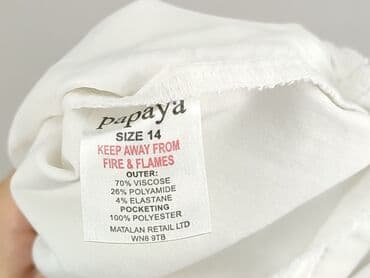 papaya
SIZE 14
KEEP AWAY FROM
FIRE & FLAMES
OUTER:
70% VISCOSE
26% POLYAMIDE
4% ELASTANE
POCKETING
100% POLYESTER
MATALAN RETAIL LTD
WN8 9TB